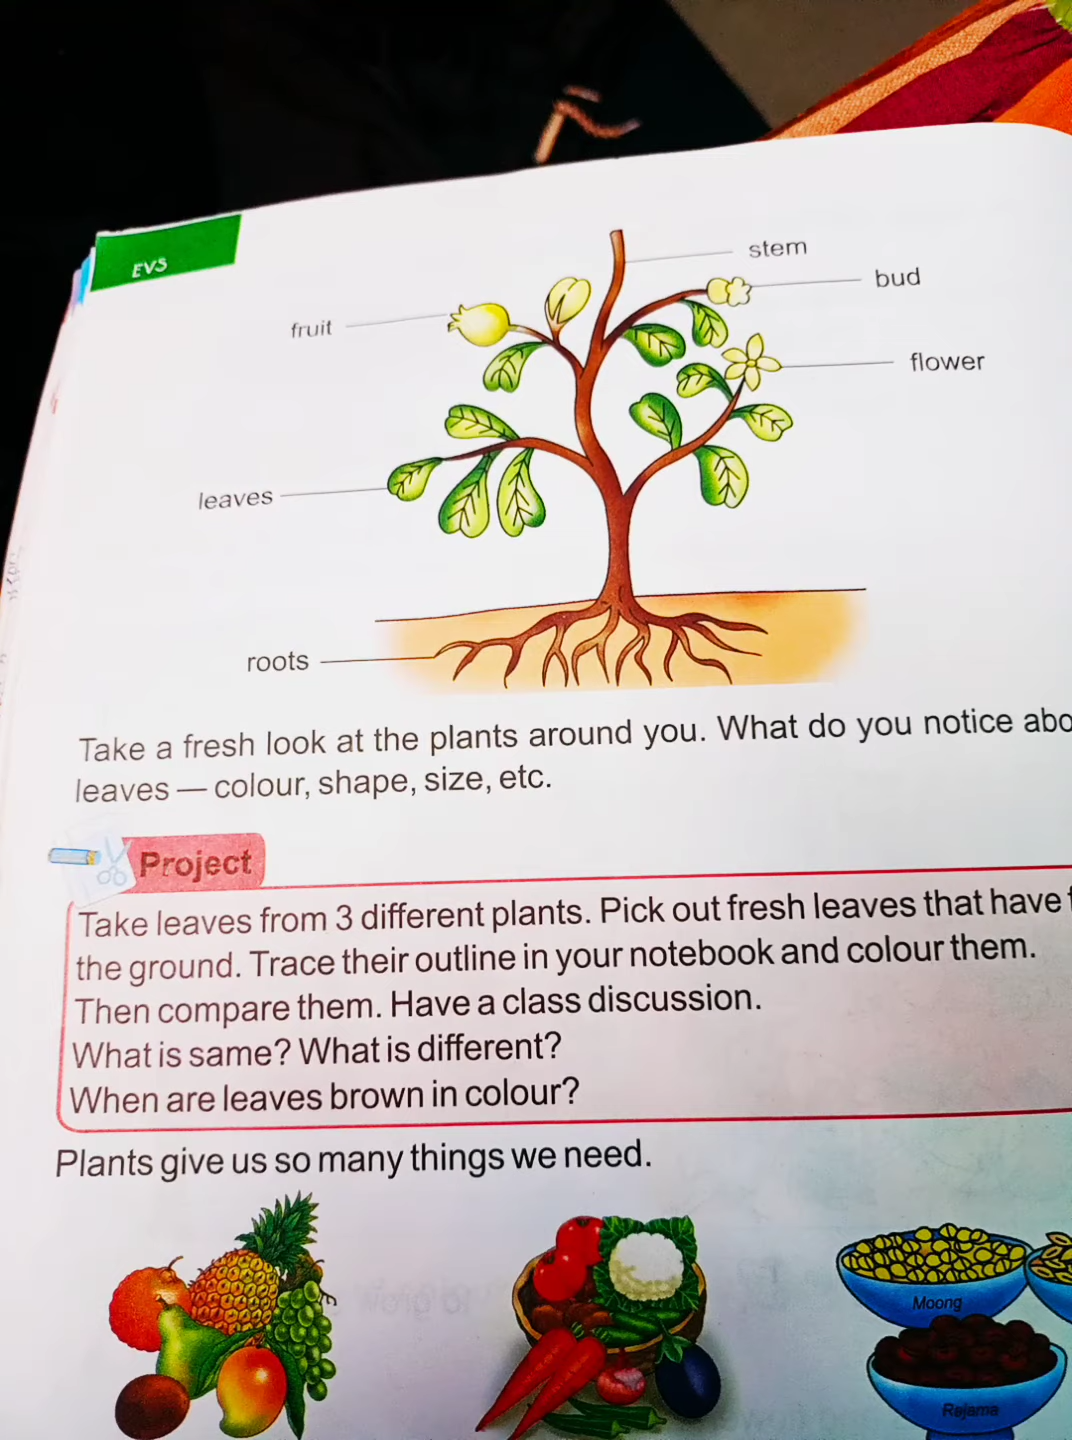 EVS
stem
bud
fruit
flower
leaves
roots
Take a fresh look at the plants around you. What do you notice abo
leaves — colour, shape, size, etc.
Project
Take leaves from 3 different plants. Pick out fresh leaves that have
the ground. Trace their outline in your notebook and colour them.
Then compare them. Have a class discussion.
What is same? What is different?
When are leaves brown in colour?
Plants give us so many things we need.
Moong
Rajama